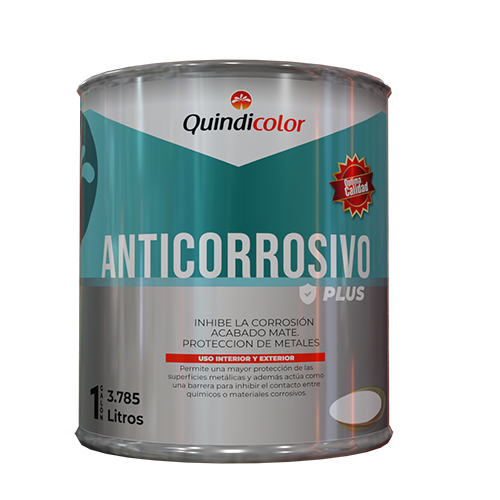 Quindicolor
Optima
Calidad
ANTICORROSIVO
PLUS
INHIBE LA CORROSIÓN
ACABADO MATE.
PROTECCION DE METALES
USO INTERIOR Y EXTERIOR
Permite una mayor protección de las
superficies metálicas y además actúa como
una barrera para inhibir el contacto entre
químicos o materiales corrosivos.
1 GALÓN
3.785
Litros